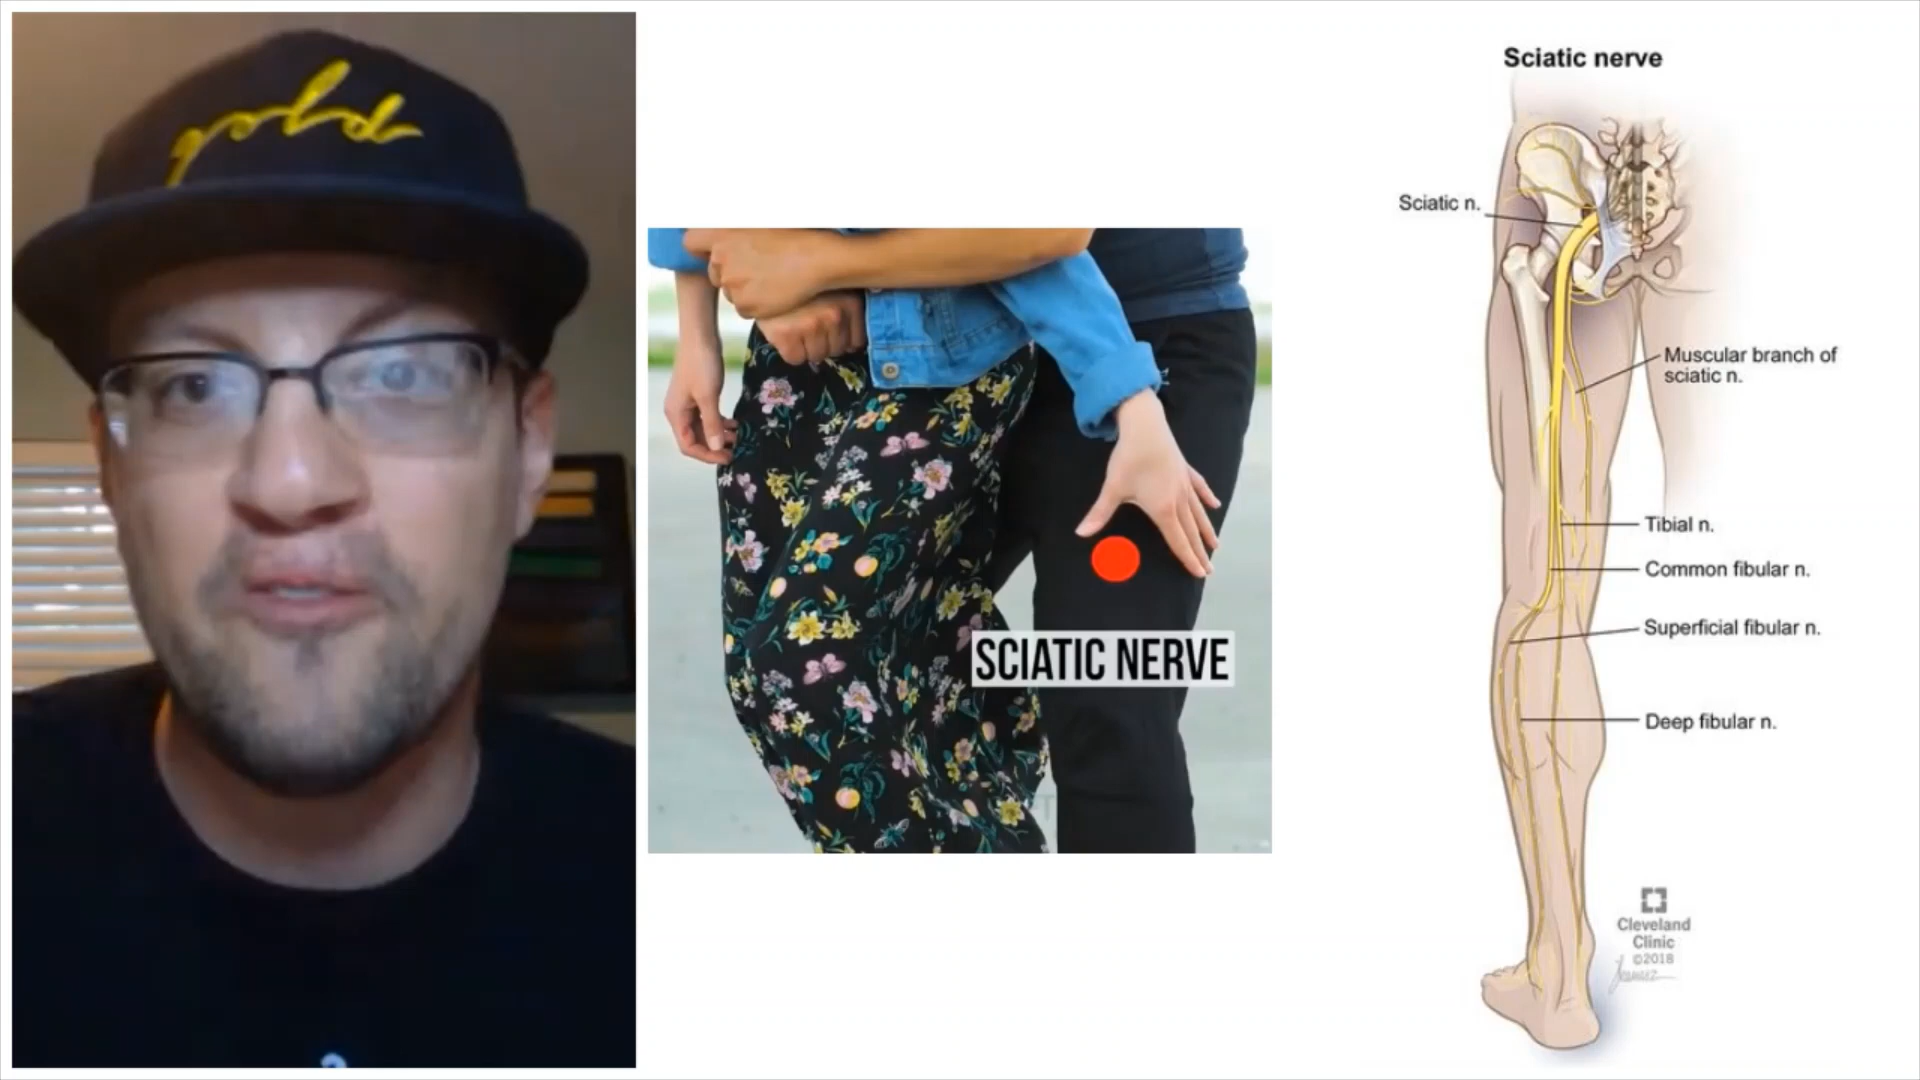 gold
SCIATIC NERVE
Sciatic nerve
Sciatic n.
Muscular branch of
sciatic n.
Tibial n.
Common fibular n.
Superficial fibular n.
Deep fibular n.
Cleveland
Clinic
©2018